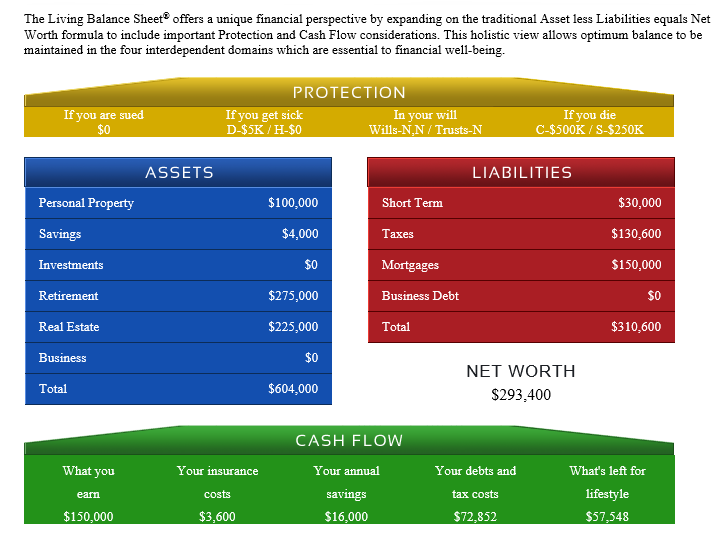 The Living Balance Sheet® offers a unique financial perspective by expanding on the traditional Asset less Liabilities equals Net
Worth formula to include important Protection and Cash Flow considerations. This holistic view allows optimum balance to be
maintained in the four interdependent domains which are essential to financial well-being.
PROTECTION
If you are sued
$0
If you get sick
D-$5K / H-$0
In your will
Wills-N,N / Trusts-N
If you die
C-$500K / S-$250K
ASSETS
Personal Property $100,000
Savings $4,000
Investments $0
Retirement $275,000
Real Estate $225,000
Business $0
Total $604,000
LIABILITIES
Short Term $30,000
Taxes $130,600
Mortgages $150,000
Business Debt $0
Total $310,600
NET WORTH
$293,400
CASH FLOW
What you
earn
$150,000
Your insurance
costs
$3,600
Your annual
savings
$16,000
Your debts and
tax costs
$72,852
What's left for
lifestyle
$57,548